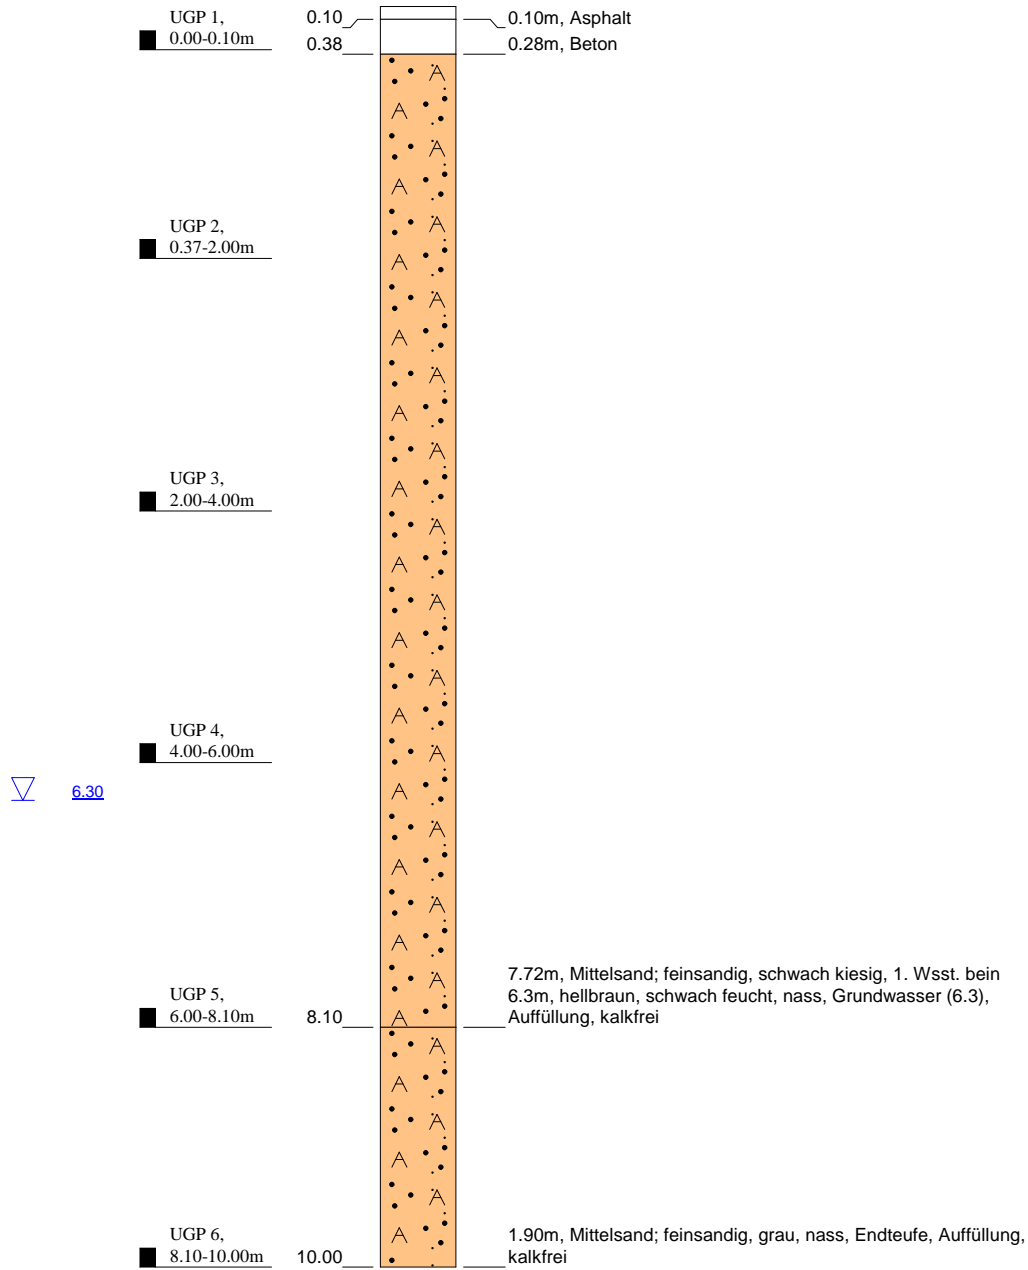 UGP 1,
0.00-0.10m
0.10
0.10m, Asphalt
0.38
0.28m, Beton
UGP 2,
0.37-2.00m
UGP 3,
2.00-4.00m
UGP 4,
4.00-6.00m
6.30
UGP 5,
6.00-8.10m
8.10
7.72m, Mittelsand; feinsandig, schwach kiesig, 1. Wsst. bein
6.3m, hellbraun, schwach feucht, nass, Grundwasser (6.3),
Auffüllung, kalkfrei
UGP 6,
8.10-10.00m
10.00
1.90m, Mittelsand; feinsandig, grau, nass, Endteufe, Auffüllung,
kalkfrei